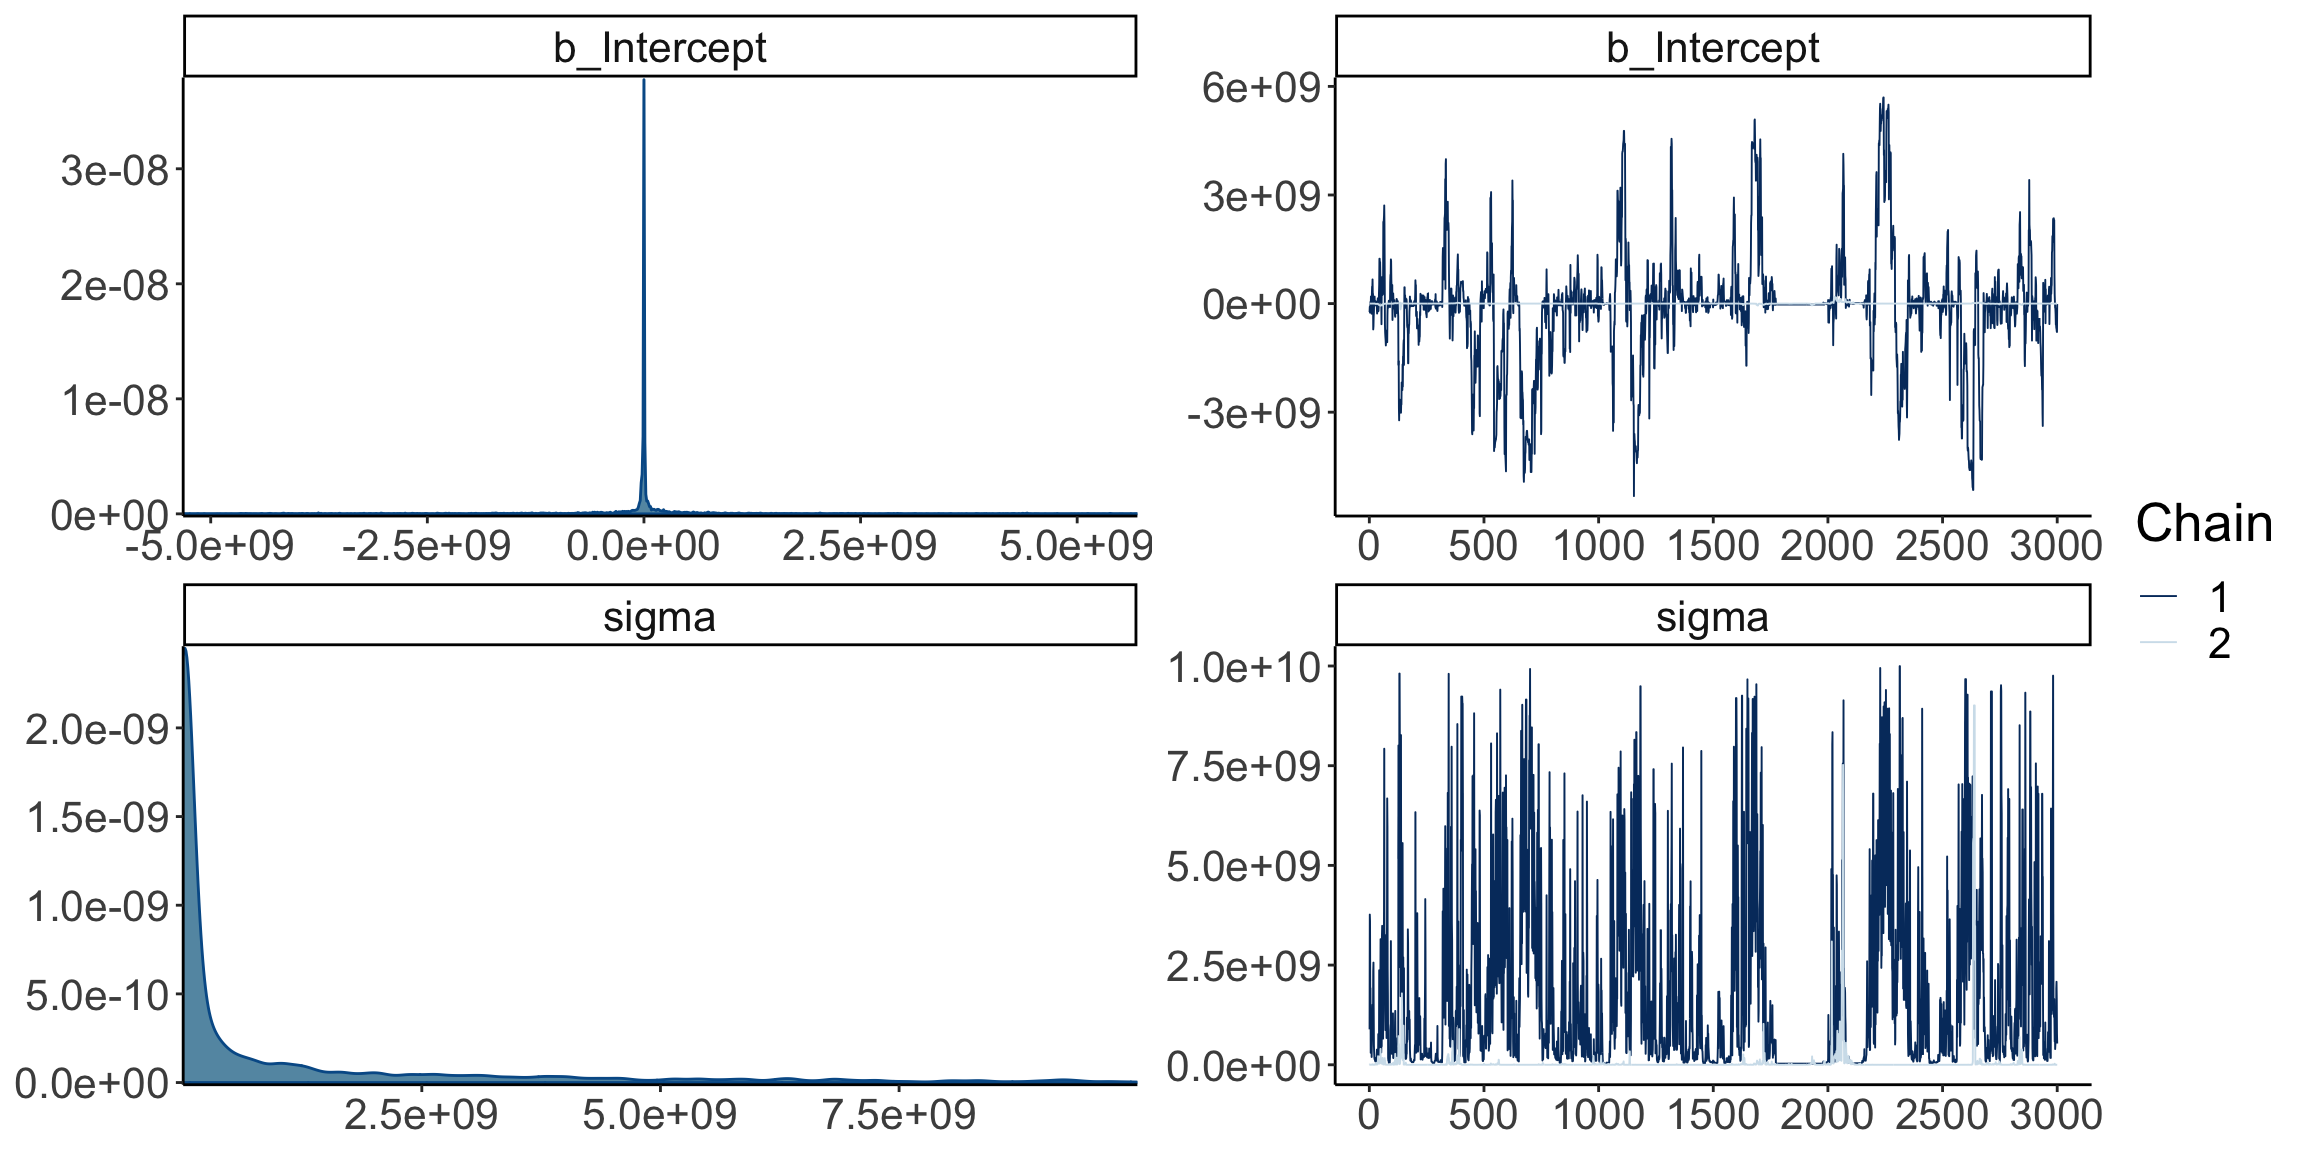 b_Intercept
3e-08
2e-08
1e-08
0e+00
-5.0e+09 -2.5e+09 0.0e+00 2.5e+09 5.0e+09
b_Intercept
6e+09
3e+09
0e+00
-3e+09
0 500 1000 1500 2000 2500 3000
sigma
2.0e-09
1.5e-09
1.0e-09
5.0e-10
0.0e+00
2.5e+09 5.0e+09 7.5e+09
sigma
1.0e+10
7.5e+09
5.0e+09
2.5e+09
0.0e+00
0 500 1000 1500 2000 2500 3000
Chain
1
2